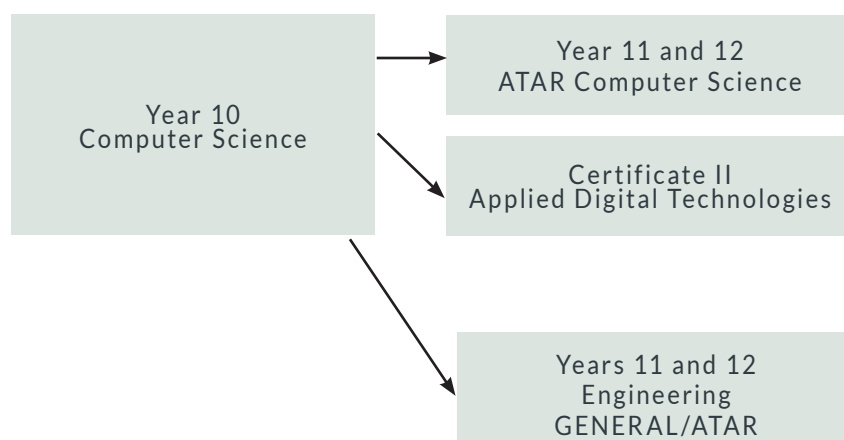 Year 10
Computer Science
Year 11 and 12
ATAR Computer Science
Certificate II
Applied Digital Technologies
Years 11 and 12
Engineering
GENERAL/ATAR